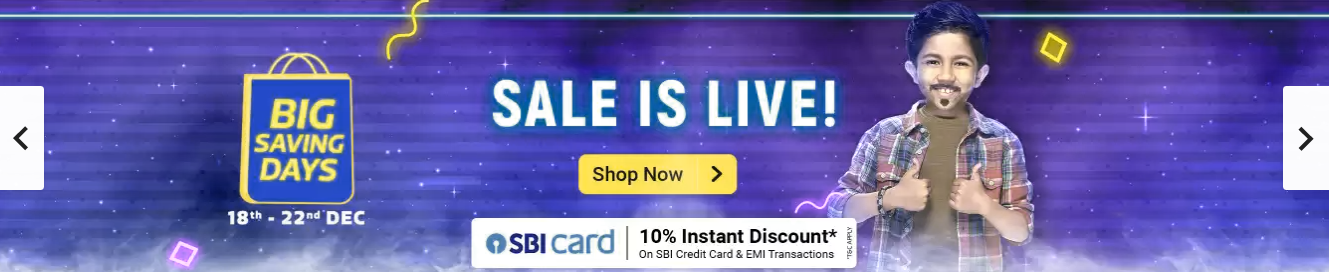 BIG
SAVING
DAYS
18th - 22nd DEC
SALE IS LIVE!
Shop Now
SBI card
10% Instant Discount*
On SBI Credit Card & EMI Transactions
*T&C APPLY